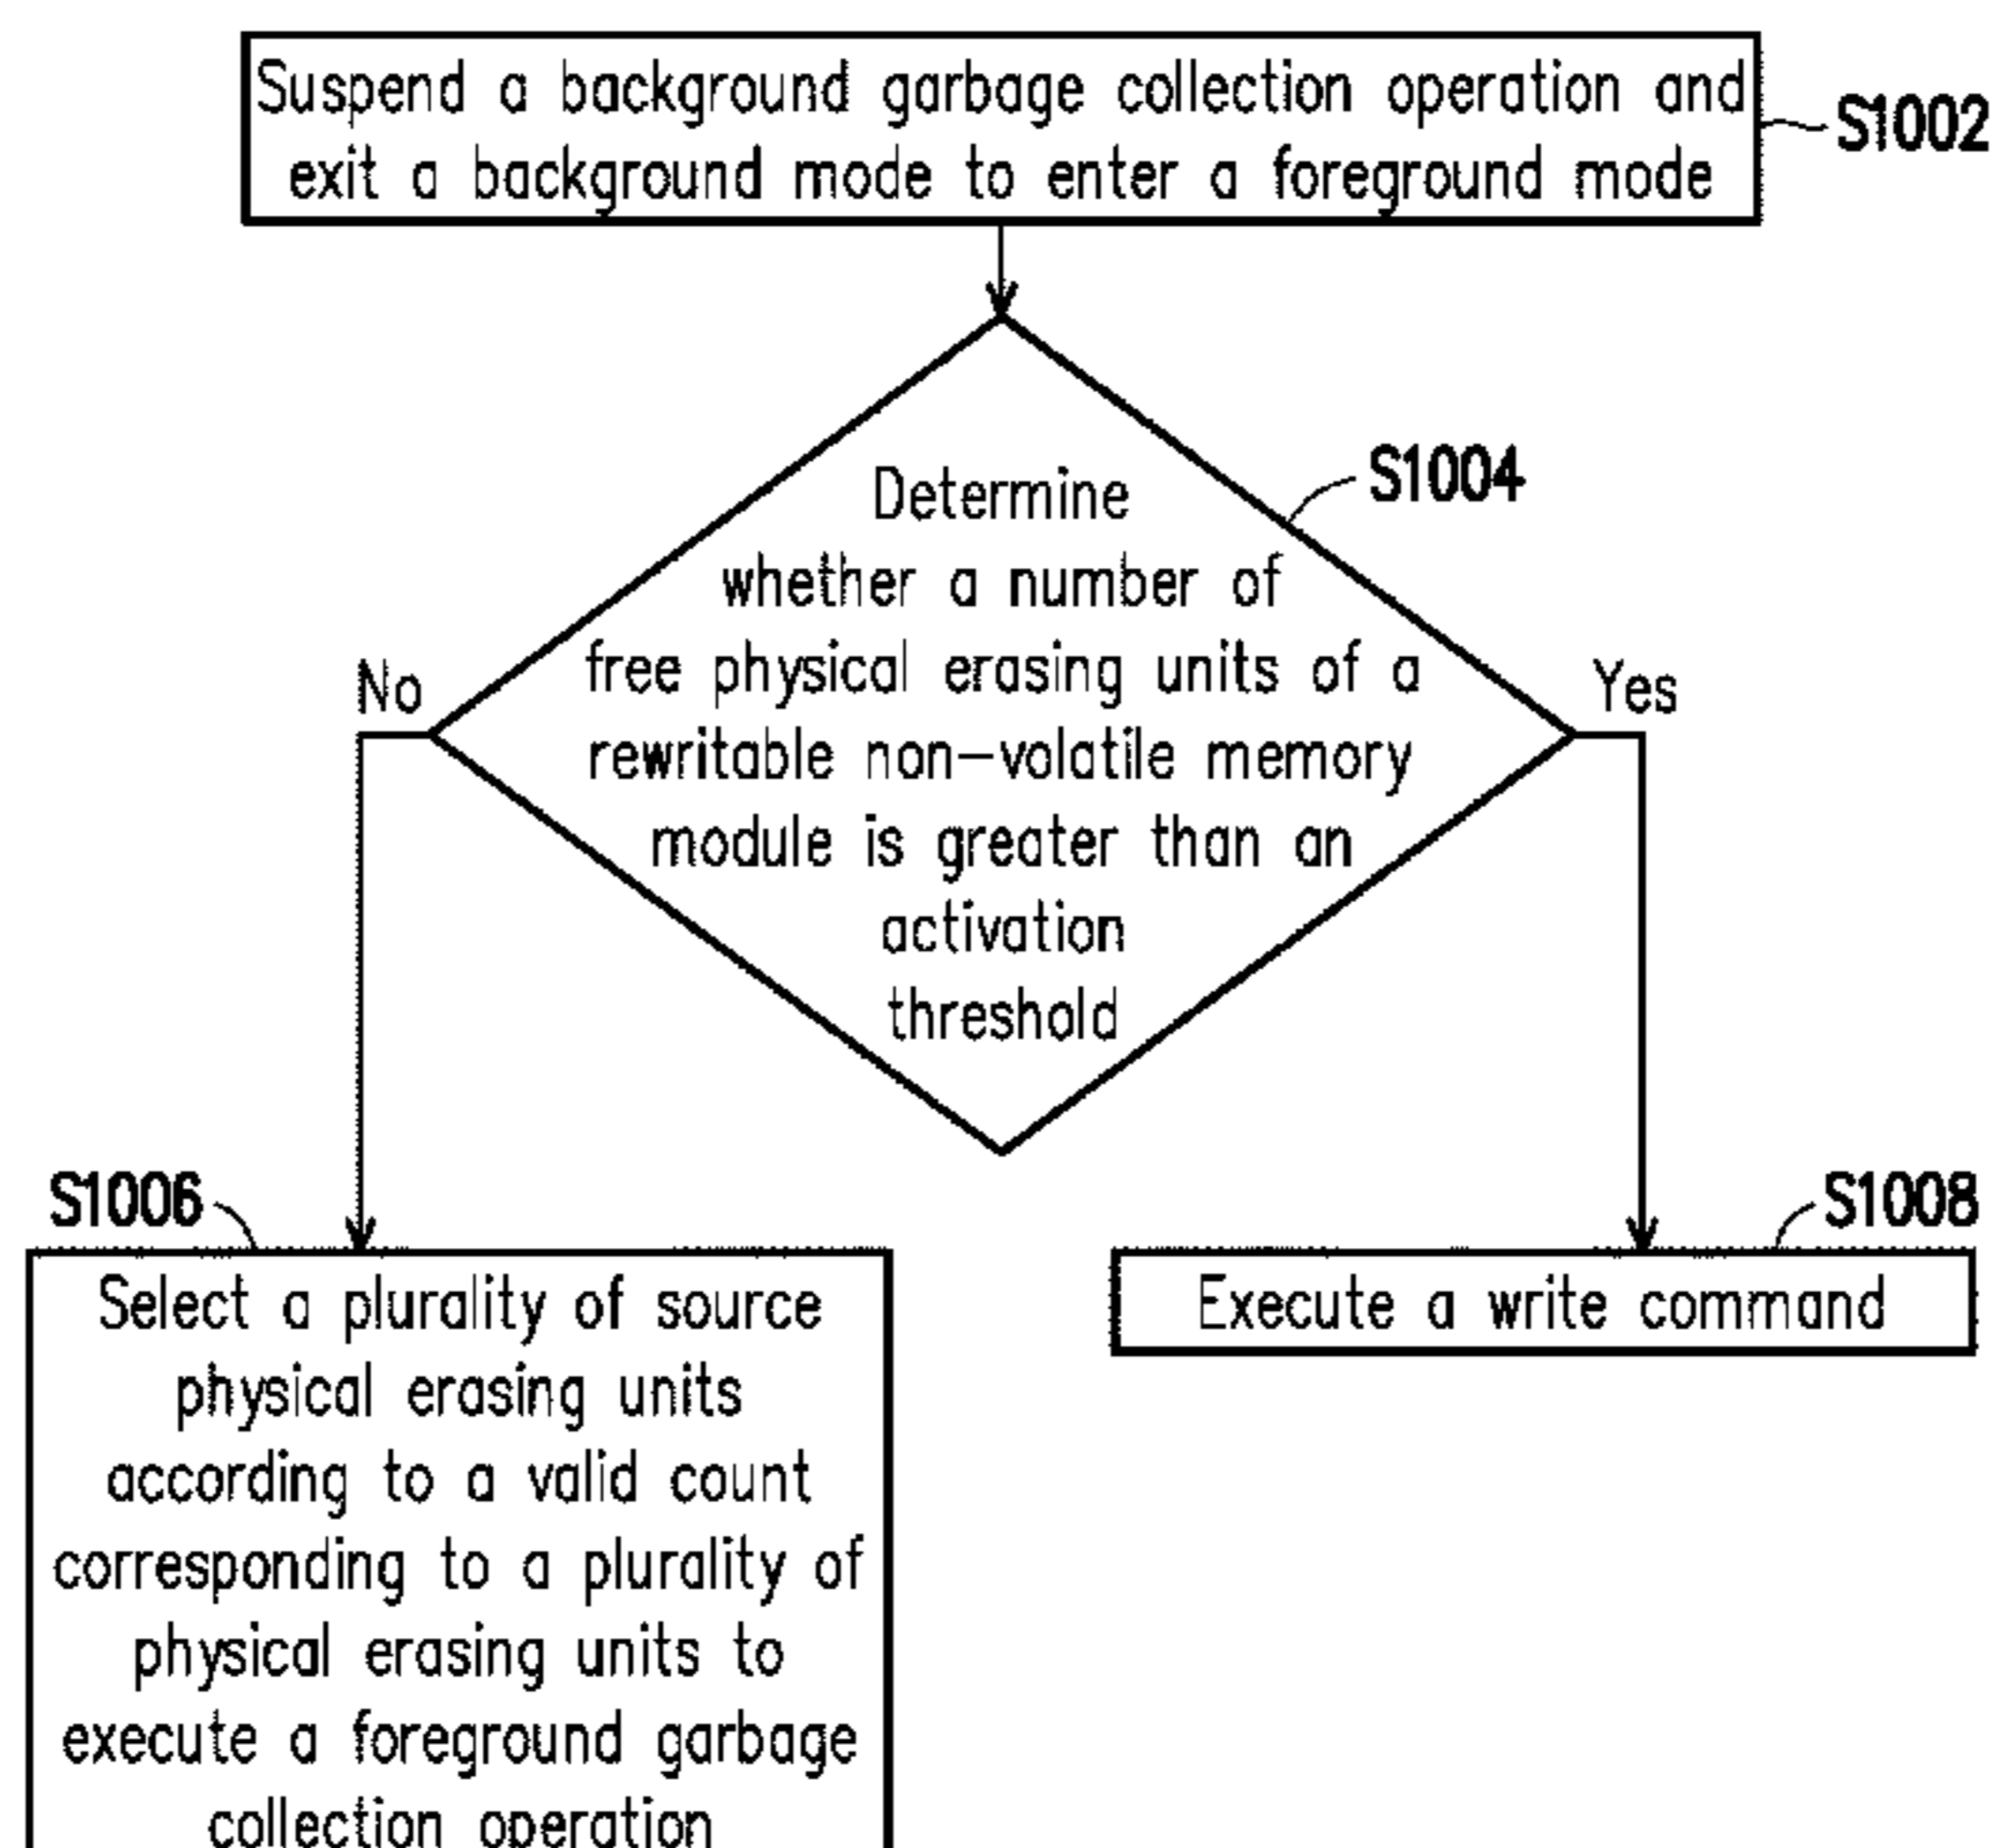 Suspend a background garbage collection operation and
exit a background mode to enter a foreground mode
S1002
S1004
Determine
whether a number of
free physical erasing units of a
rewritable non-volatile memory
module is greater than an
activation
threshold
No
Yes
S1006
Select a plurality of source
physical erasing units
according to a valid count
corresponding to a plurality of
physical erasing units to
execute a foreground garbage
collection operation
S1008
Execute a write command